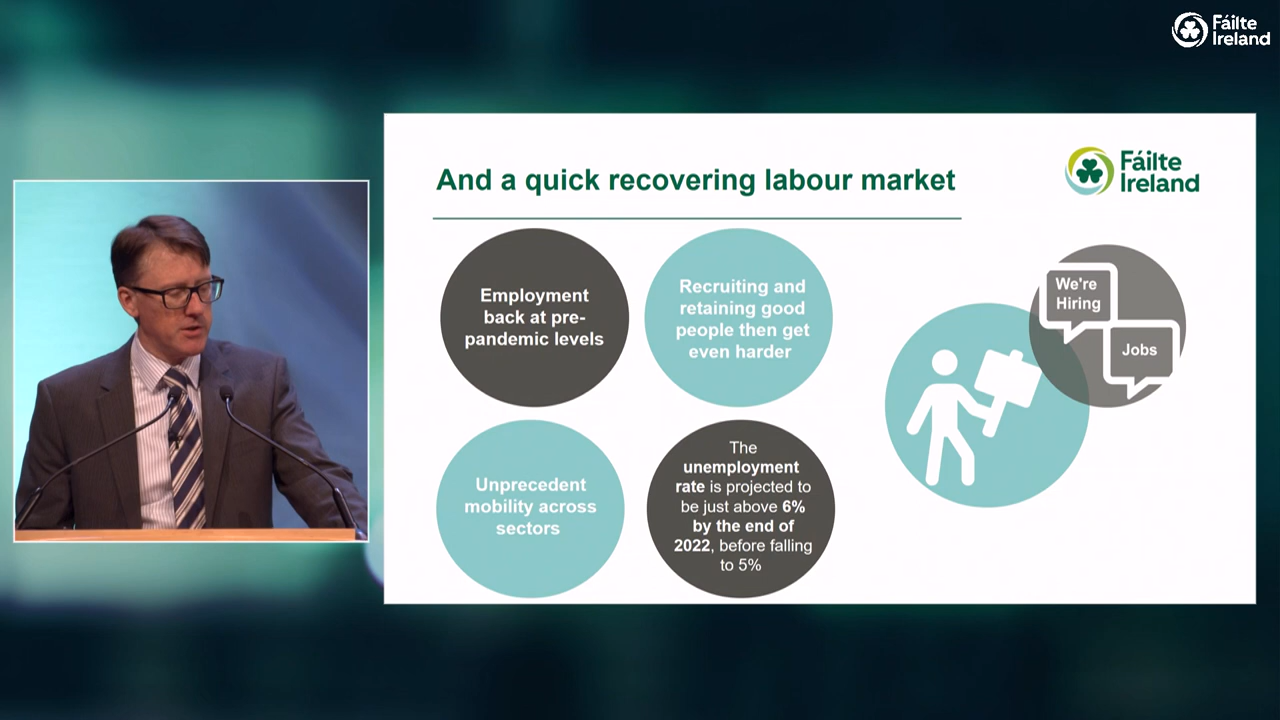 Fáilte
Ireland
And a quick recovering labour market
Fáilte
Ireland
Employment
back at pre-
pandemic levels
Recruiting and
retaining good
people then get
even harder
We're
Hiring
Jobs
Unprecedent
mobility across
sectors
The
unemployment
rate is projected to
be just above 6%
by the end of
2022, before falling
to 5%